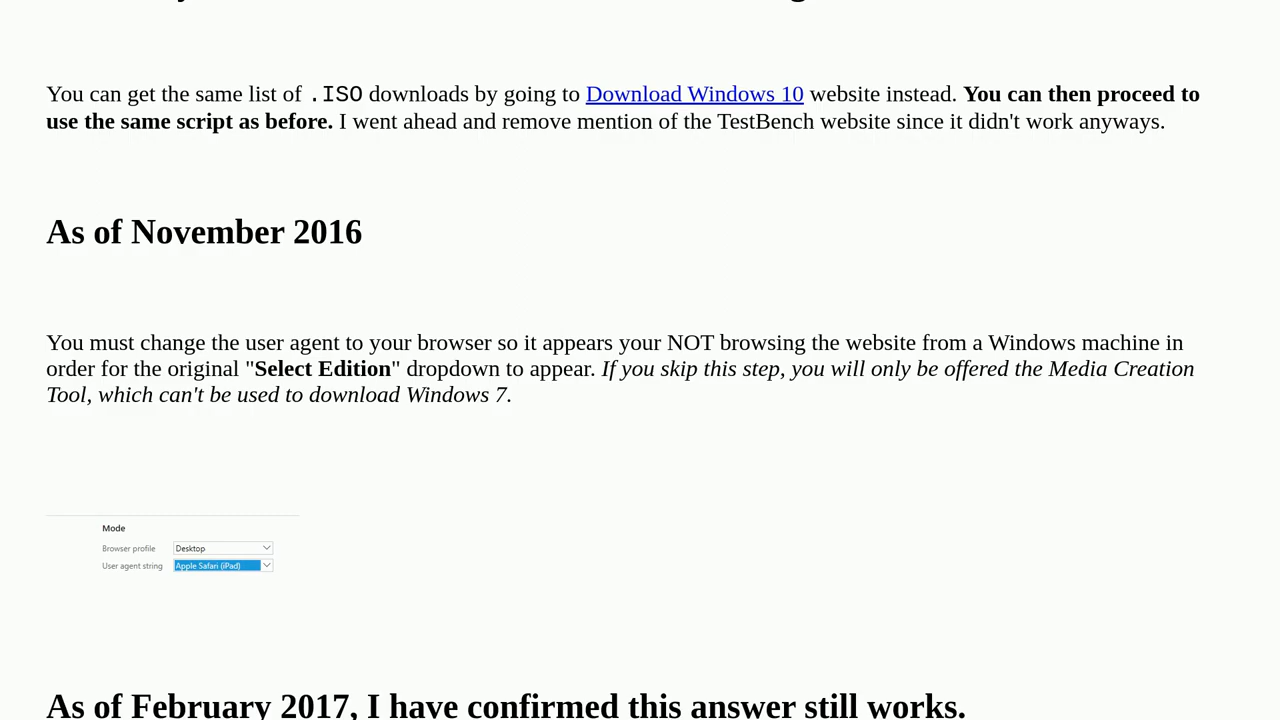 You can get the same list of .ISO downloads by going to Download Windows 10 website instead. You can then proceed to
use the same script as before. I went ahead and remove mention of the TestBench website since it didn't work anyways.
As of November 2016
You must change the user agent to your browser so it appears your NOT browsing the website from a Windows machine in
order for the original "Select Edition" dropdown to appear. If you skip this step, you will only be offered the Media Creation
Tool, which can't be used to download Windows 7.
Mode
Browser profile Desktop
User agent string Apple Safari (iPad)
As of February 2017, I have confirmed this answer still works.